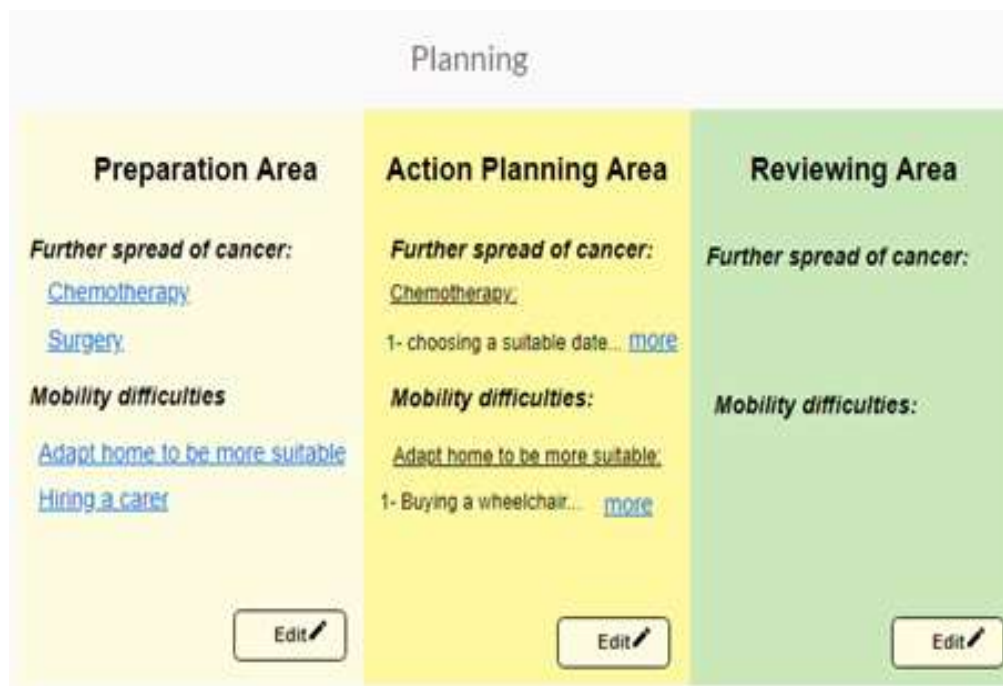 Planning
Preparation Area
Further spread of cancer:
Chemotherapy
Surgery
Mobility difficulties
Adapt home to be more suitable
Hiring a carer
Edit
Action Planning Area
Further spread of cancer:
Chemotherapy:
1- choosing a suitable date... more
Mobility difficulties:
Adapt home to be more suitable:
1- Buying a wheelchair... more
Edit
Reviewing Area
Further spread of cancer:
Mobility difficulties:
Edit